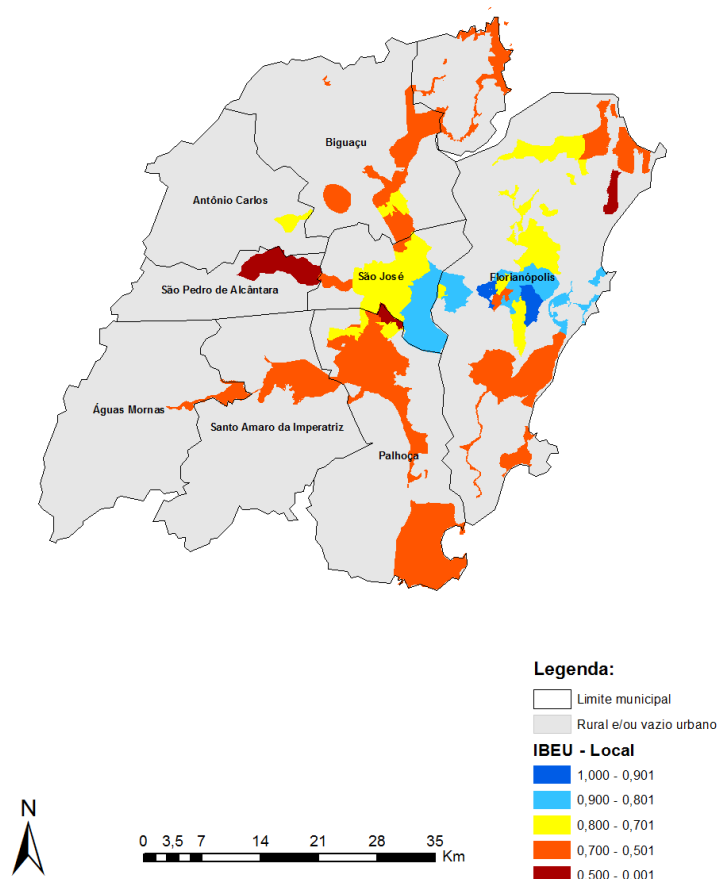 Biguaçu
Antônio Carlos
São Pedro de Alcântara
São José
Florianópolis
Águas Mornas
Santo Amaro da Imperatriz
Palhoça
Legenda:
Limite municipal
Rural e/ou vazio urbano
IBEU - Local
1,000 - 0,901
0,900 - 0,801
0,800 - 0,701
0,700 - 0,501
0,500 - 0,001
N
0 3,5 7 14 21 28 35
Km